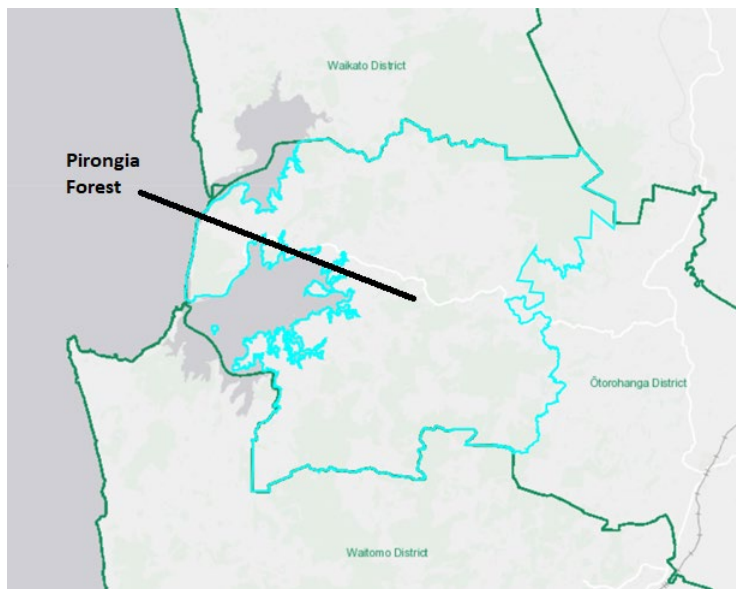 Waikato District
Pirongia
Forest
Ōtorohanga District
Waitomo District